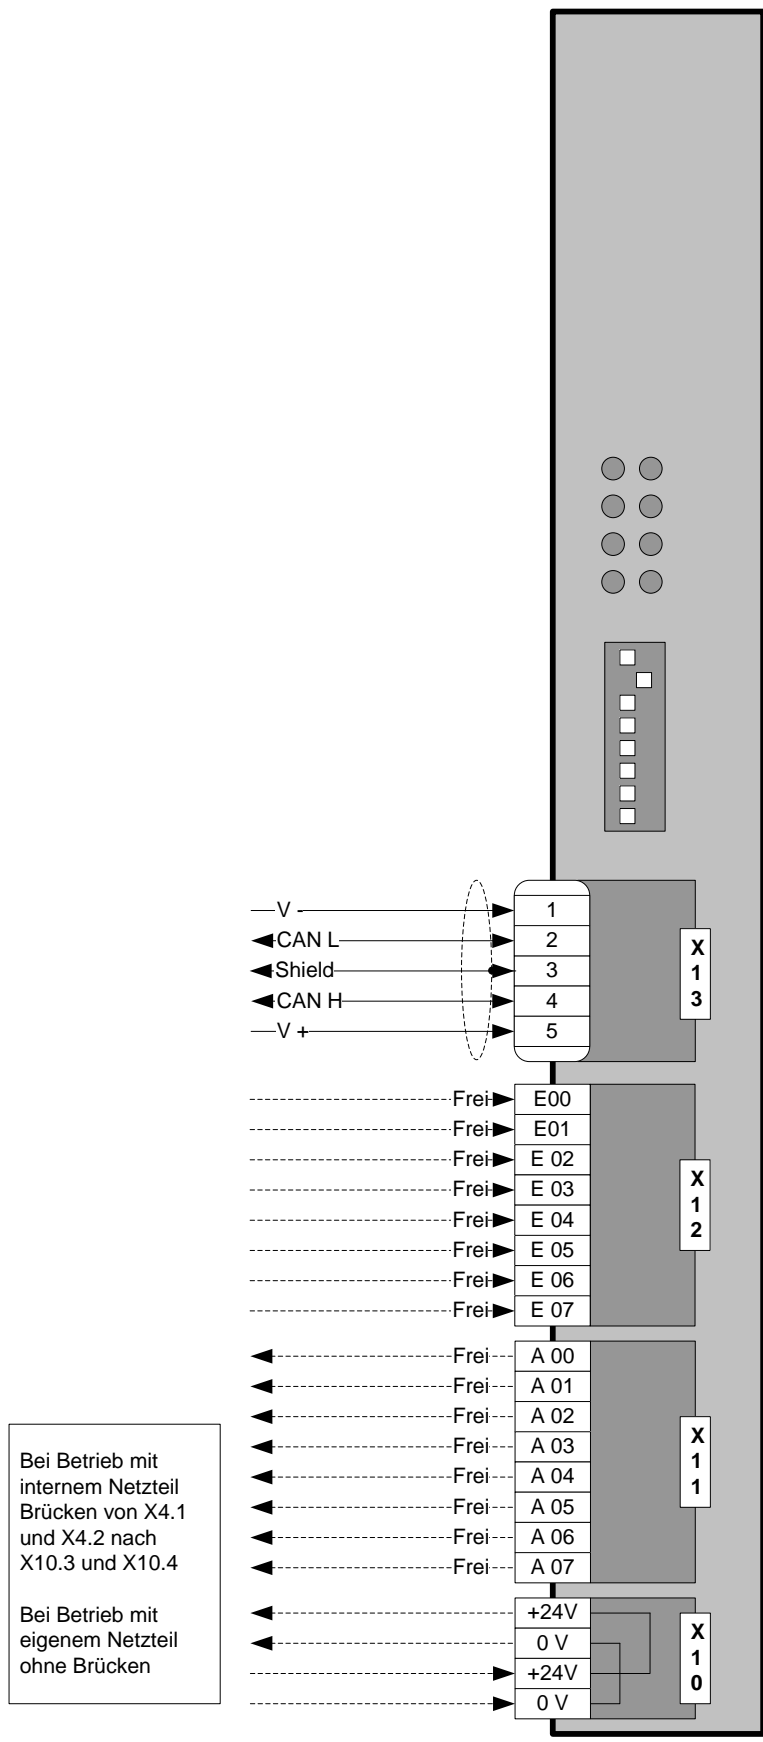 V -
1
CAN L
2
Shield
3
CAN H
4
V +
5
X
1
3
Frei
E00
Frei
E01
Frei
E 02
Frei
E 03
Frei
E 04
Frei
E 05
Frei
E 06
Frei
E 07
X
1
2
Frei
A 00
Frei
A 01
Frei
A 02
Frei
A 03
Frei
A 04
Frei
A 05
Frei
A 06
Frei
A 07
X
1
1
Bei Betrieb mit
internem Netzteil
Brücken von X4.1
und X4.2 nach
X10.3 und X10.4
Bei Betrieb mit
eigenem Netzteil
ohne Brücken
+24V
0 V
+24V
0 V
X
1
0